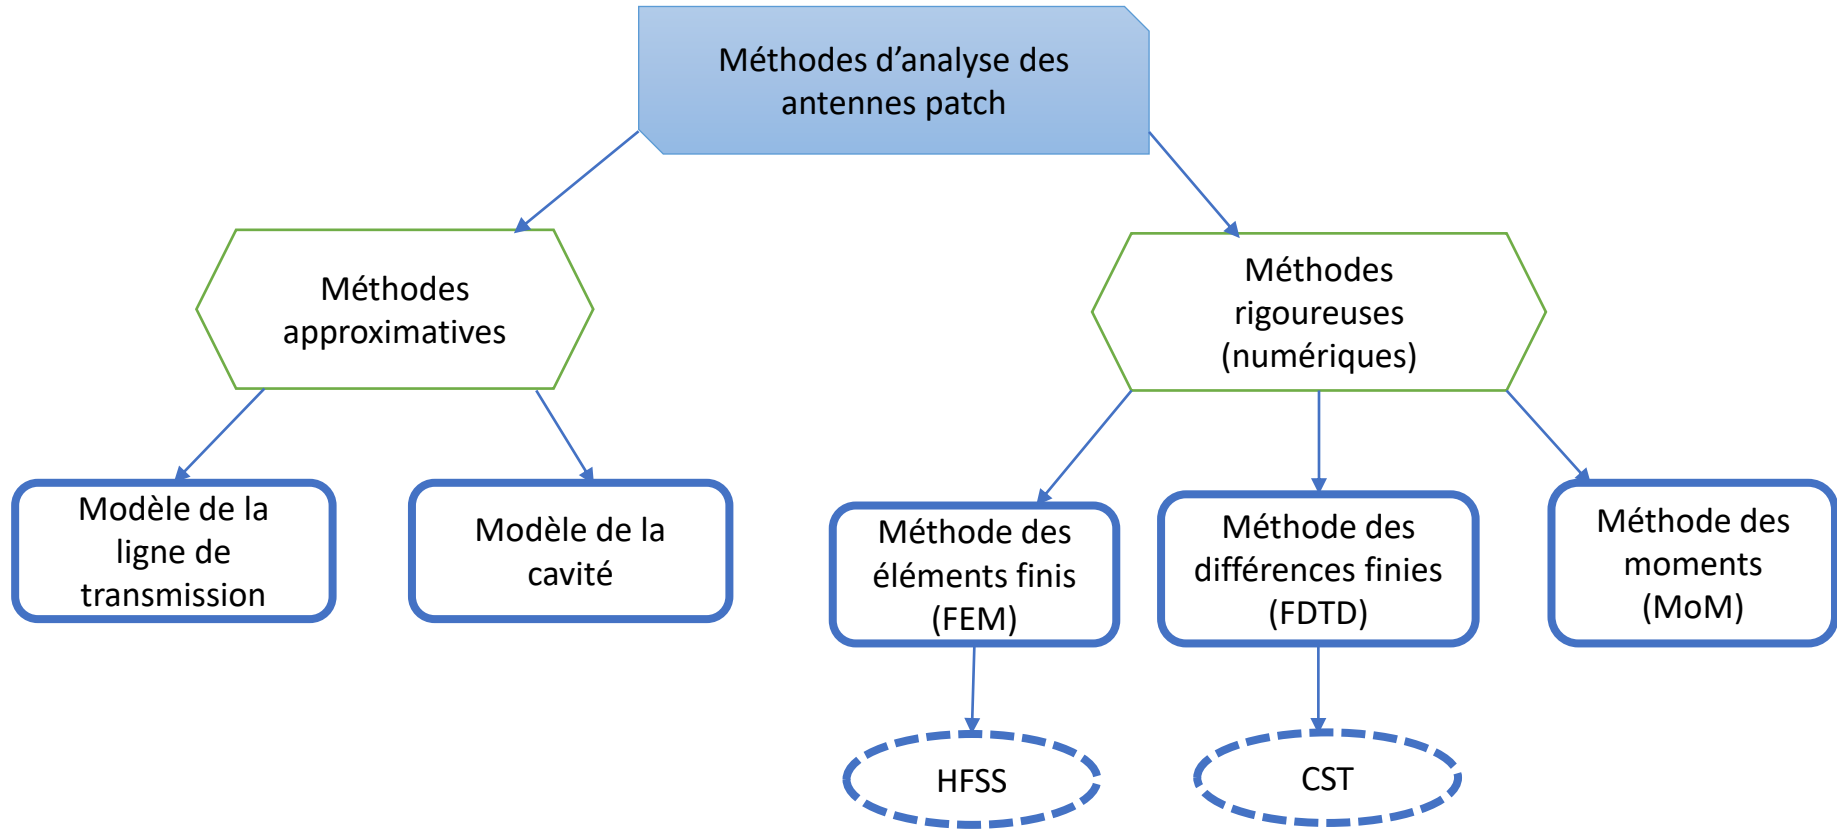 Méthodes d’analyse des
antennes patch
Méthodes
approximatives
Méthodes
rigoureuses
(numériques)
Modèle de la
ligne de
transmission
Modèle de la
cavité
Méthode des
éléments finis
(FEM)
Méthode des
différences finies
(FDTD)
Méthode des
moments
(MoM)
HFSS
CST